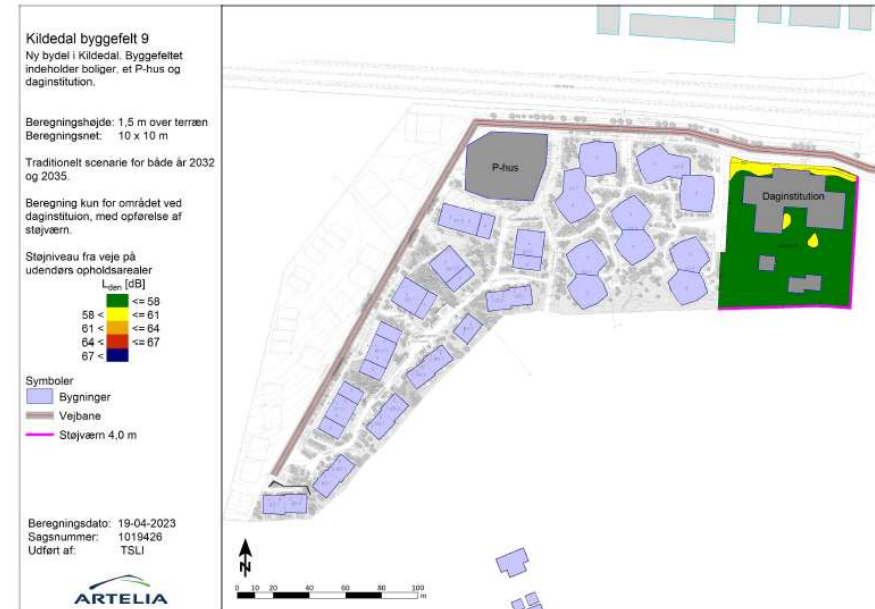 Kildedal byggefelt 9
Ny bydel i Kildedal. Byggefeltet
indeholder boliger, et P-hus og
daginstitution.
Beregningshøjde: 1,5 m over terræn
Beregningsnet: 10 x 10 m
Traditionelt scenarie for både år 2032
og 2035.
Beregning kun for området ved
daginstituion, med opførelse af
støjværn.
Støjniveau fra veje på
udendørs opholdsarealer
Lden [dB]
<= 58
58 < <= 61
61 < <= 64
64 < <= 67
67 <
Symboler
Bygninger
Vejbane
Støjværn 4,0 m
Beregningsdato: 19-04-2023
Sagsnummer: 1019426
Udført af: TSLI
ARTELIA
P-hus
Daginstitution
N
0 10 20 40 60 80 100
m